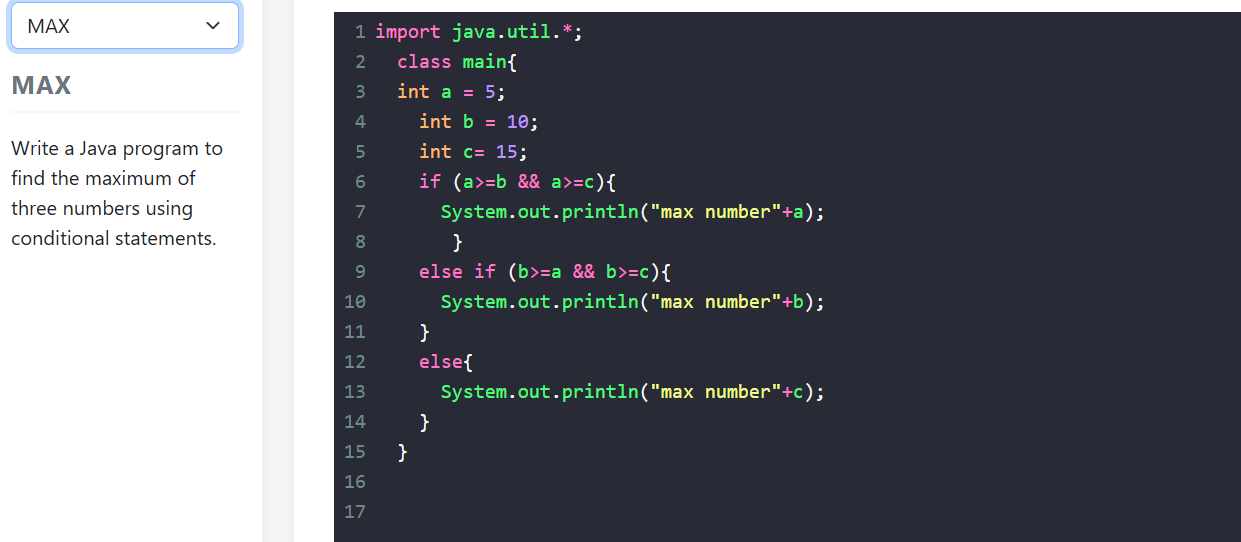 MAX
MAX
Write a Java program to
find the maximum of
three numbers using
conditional statements.
1 import java.util.*;
2   class main{
3   int a = 5;
4     int b = 10;
5     int c= 15;
6     if (a>=b && a>=c){
7       System.out.println("max number"+a);
8        }
9     else if (b>=a && b>=c){
10       System.out.println("max number"+b);
11     }
12     else{
13       System.out.println("max number"+c);
14     }
15   }
16
17